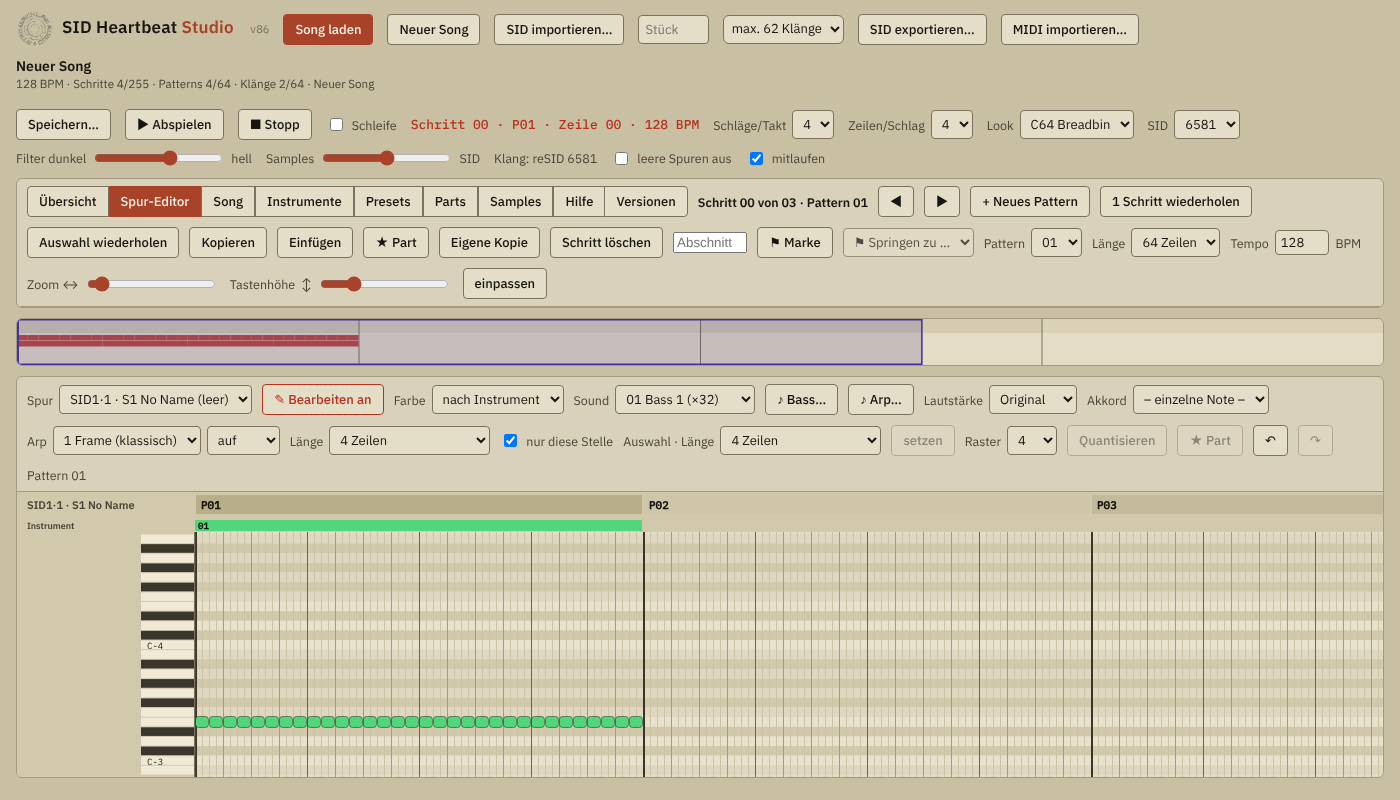 SID Heartbeat Studio v86 Song laden Neuer Song SID importieren... Stück max. 62 Klänge SID exportieren... MIDI importieren...
Neuer Song
128 BPM · Schritte 4/255 · Patterns 4/64 · Klänge 2/64 · Neuer Song
Speichern... ▶ Abspielen ■ Stopp Schleife Schritt 00 · P01 · Zeile 00 · 128 BPM Schläge/Takt 4 Zeilen/Schlag 4 Look C64 Breadbin SID 6581
Filter dunkel hell Samples SID Klang: reSID 6581 leere Spuren aus mitlaufen
Übersicht Spur-Editor Song Instrumente Presets Parts Samples Hilfe Versionen Schritt 00 von 03 · Pattern 01 ◀ ▶ + Neues Pattern 1 Schritt wiederholen
Auswahl wiederholen Kopieren Einfügen ★ Part Eigene Kopie Schritt löschen Abschnitt ⚑ Marke ⚑ Springen zu ... Pattern 01 Länge 64 Zeilen Tempo 128 BPM
Zoom ↔ Tastenhöhe ↕ einpassen
Spur SID1·1 · S1 No Name (leer) ✎ Bearbeiten an Farbe nach Instrument Sound 01 Bass 1 (×32) ♪ Bass... ♪ Arp... Lautstärke Original Akkord – einzelne Note –
Arp 1 Frame (klassisch) auf Länge 4 Zeilen nur diese Stelle Auswahl · Länge 4 Zeilen setzen Raster 4 Quantisieren ★ Part ↶ ↷
Pattern 01
SID1·1 · S1 No Name P01 P02 P03
Instrument 01
C-4
C-3